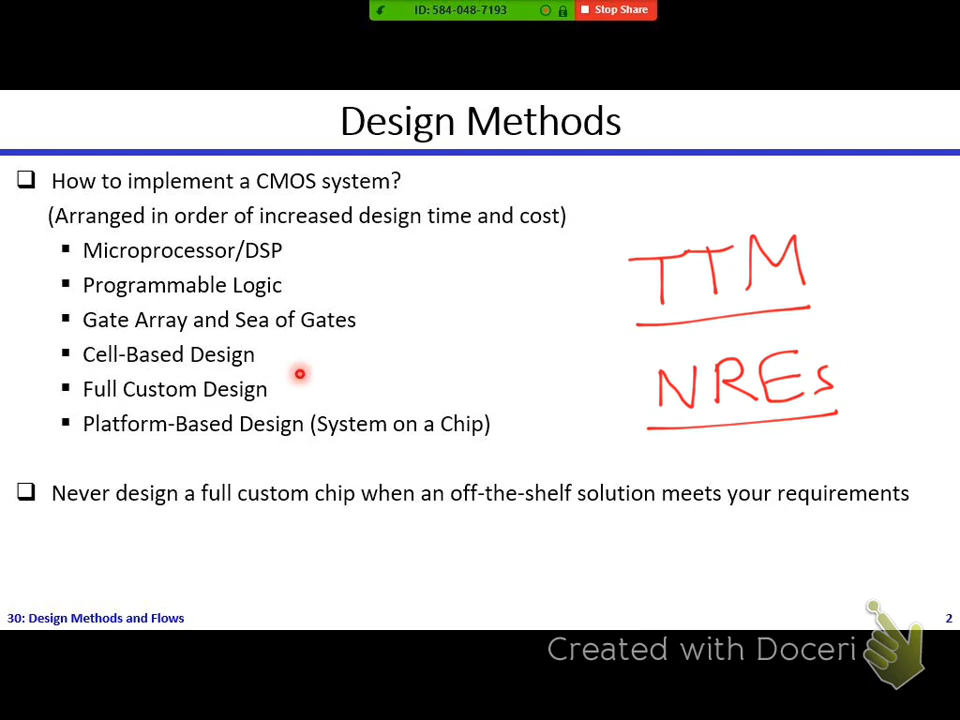 ID: 584-048-7193 Stop Share
Design Methods
❑ How to implement a CMOS system?
(Arranged in order of increased design time and cost)
▪ Microprocessor/DSP
▪ Programmable Logic
▪ Gate Array and Sea of Gates
▪ Cell-Based Design
▪ Full Custom Design
▪ Platform-Based Design (System on a Chip)
TTM
NREs
❑ Never design a full custom chip when an off-the-shelf solution meets your requirements
30: Design Methods and Flows 2
Created with Doceri